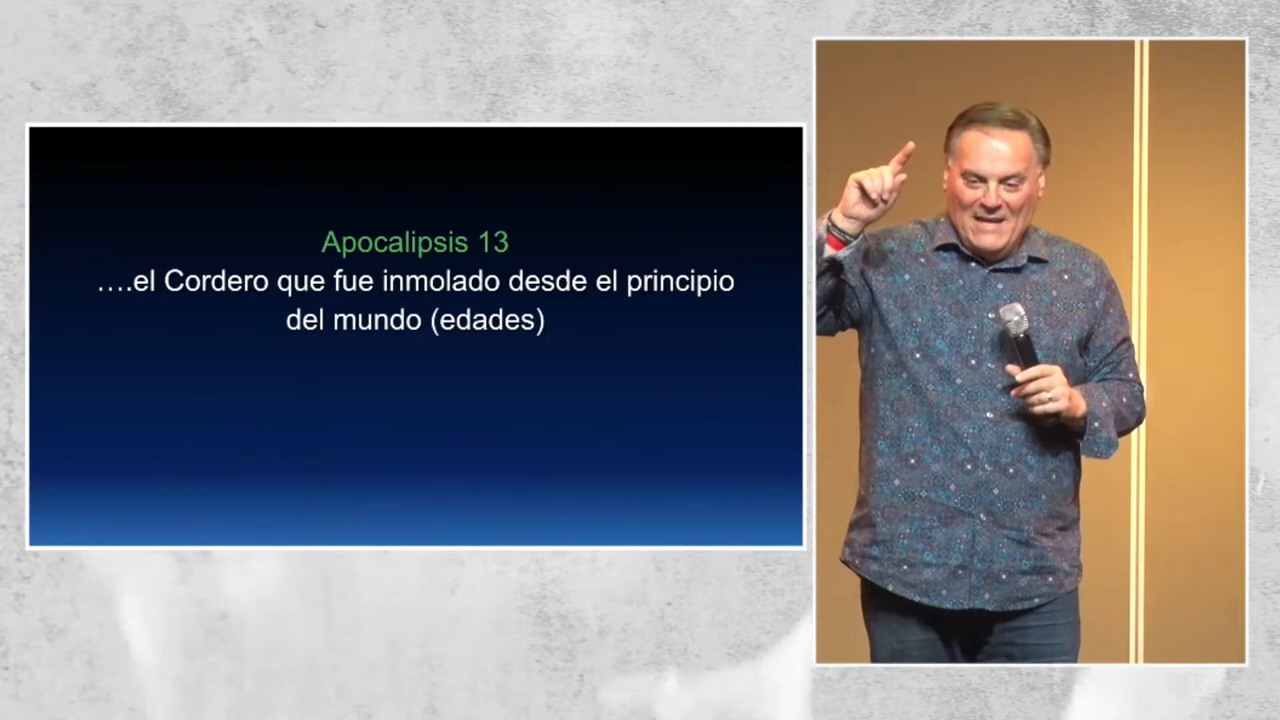 Apocalipsis 13
….el Cordero que fue inmolado desde el principio
del mundo (edades)